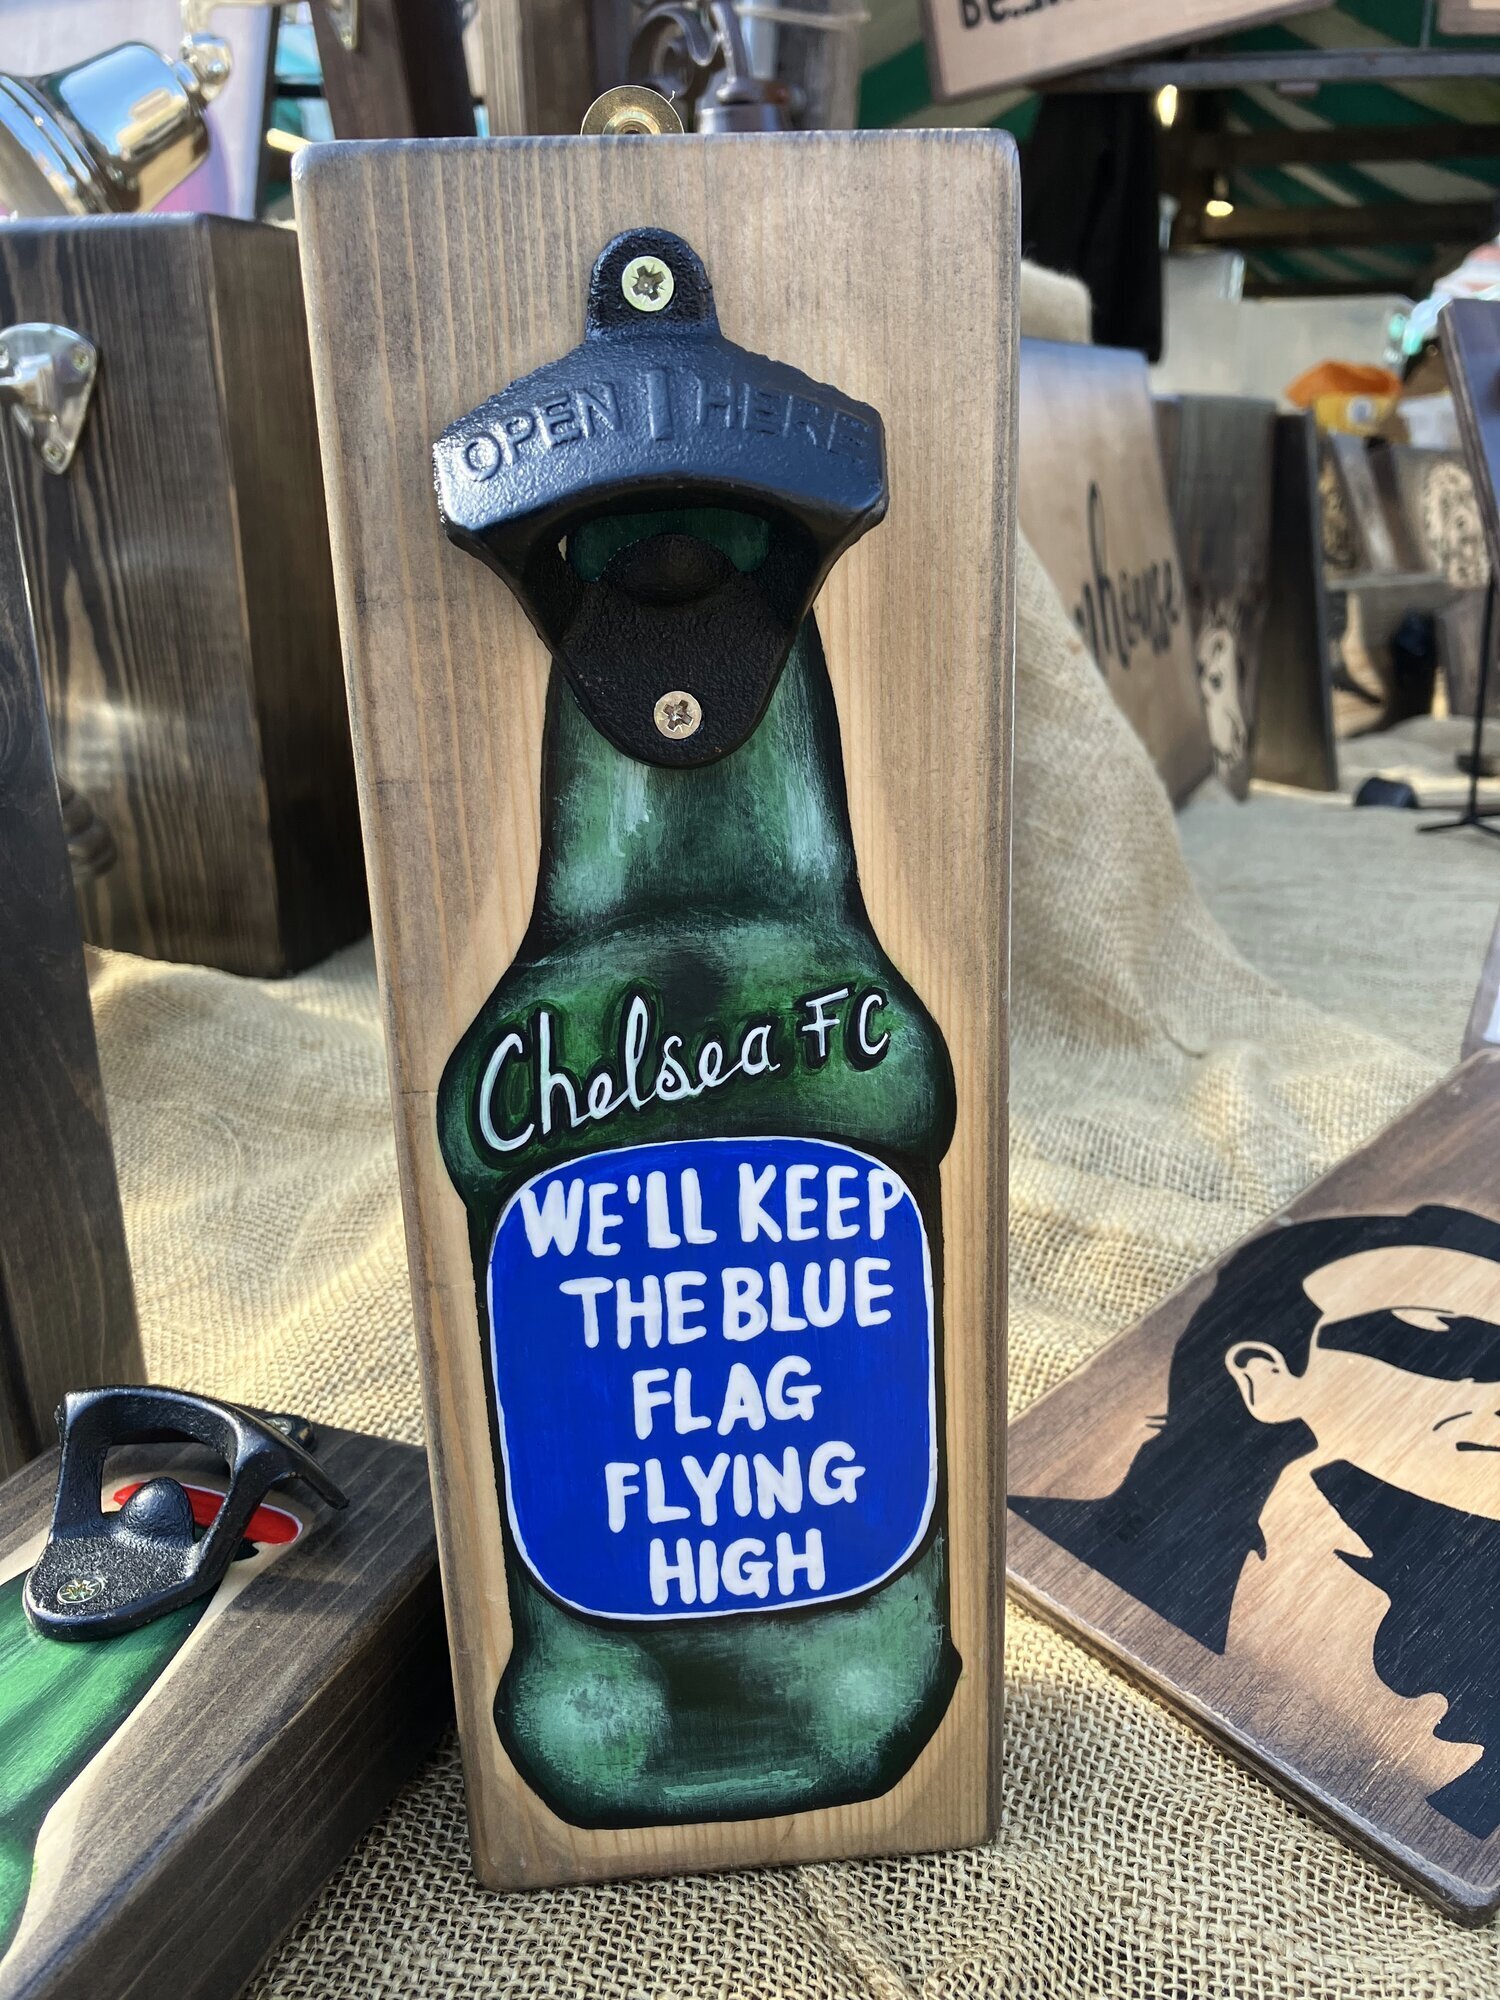 OPEN HERE
Chelsea FC
WE'LL KEEP
THE BLUE
FLAG
FLYING
HIGH